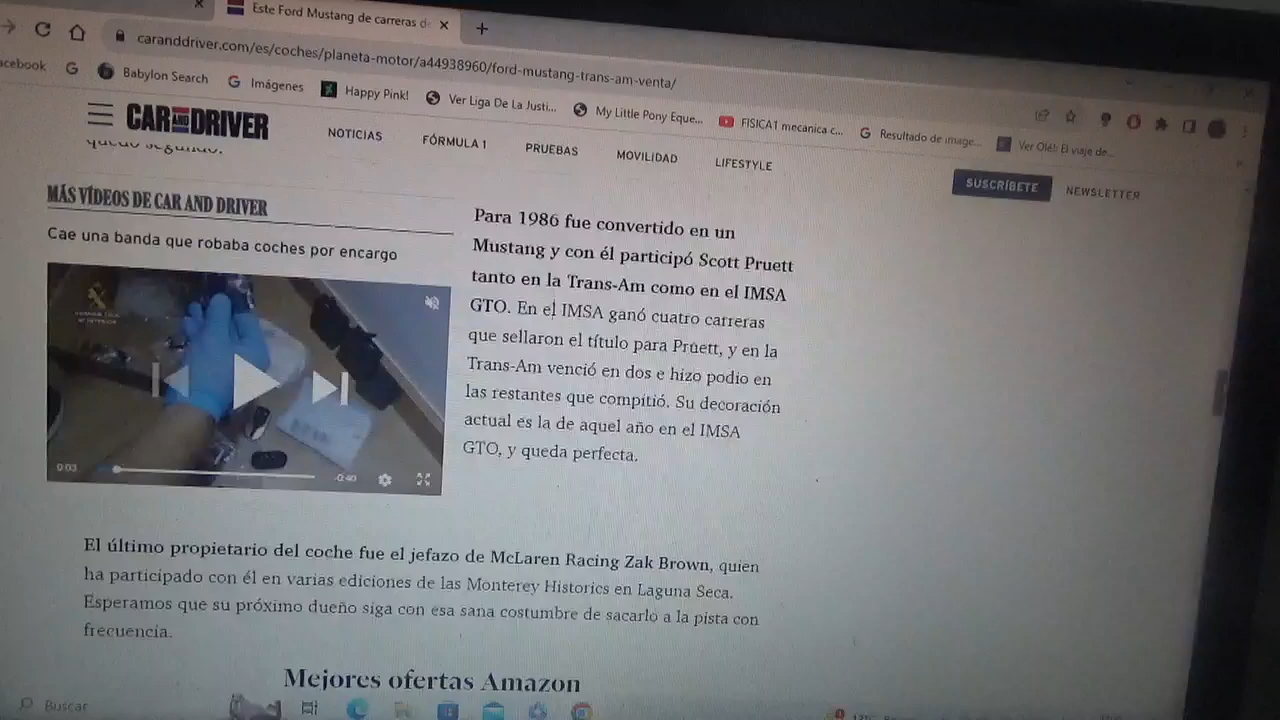 Este Ford Mustang de carreras d
caranddriver.com/es/coches/planeta-motor/a44938960/ford-mustang-trans-am-venta/
acebook
Babylon Search
Imágenes
Happy Pink!
Ver Liga De La Justi...
My Little Pony Eque...
FISICA1 mecanica c...
Resultado de image...
Ver Olé!: El viaje de...
CAR AND DRIVER
NOTICIAS
FÓRMULA 1
PRUEBAS
MOVILIDAD
LIFESTYLE
SUSCRÍBETE
NEWSLETTER
MÁS VÍDEOS DE CAR AND DRIVER
Cae una banda que robaba coches por encargo
0:03
-0:40
Para 1986 fue convertido en un
Mustang y con él participó Scott Pruett
tanto en la Trans-Am como en el IMSA
GTO. En el IMSA ganó cuatro carreras
que sellaron el título para Pruett, y en la
Trans-Am venció en dos e hizo podio en
las restantes que compitió. Su decoración
actual es la de aquel año en el IMSA
GTO, y queda perfecta.
El último propietario del coche fue el jefazo de McLaren Racing Zak Brown, quien
ha participado con él en varias ediciones de las Monterey Historics en Laguna Seca.
Esperamos que su próximo dueño siga con esa sana costumbre de sacarlo a la pista con
frecuencia.
Mejores ofertas Amazon
Buscar